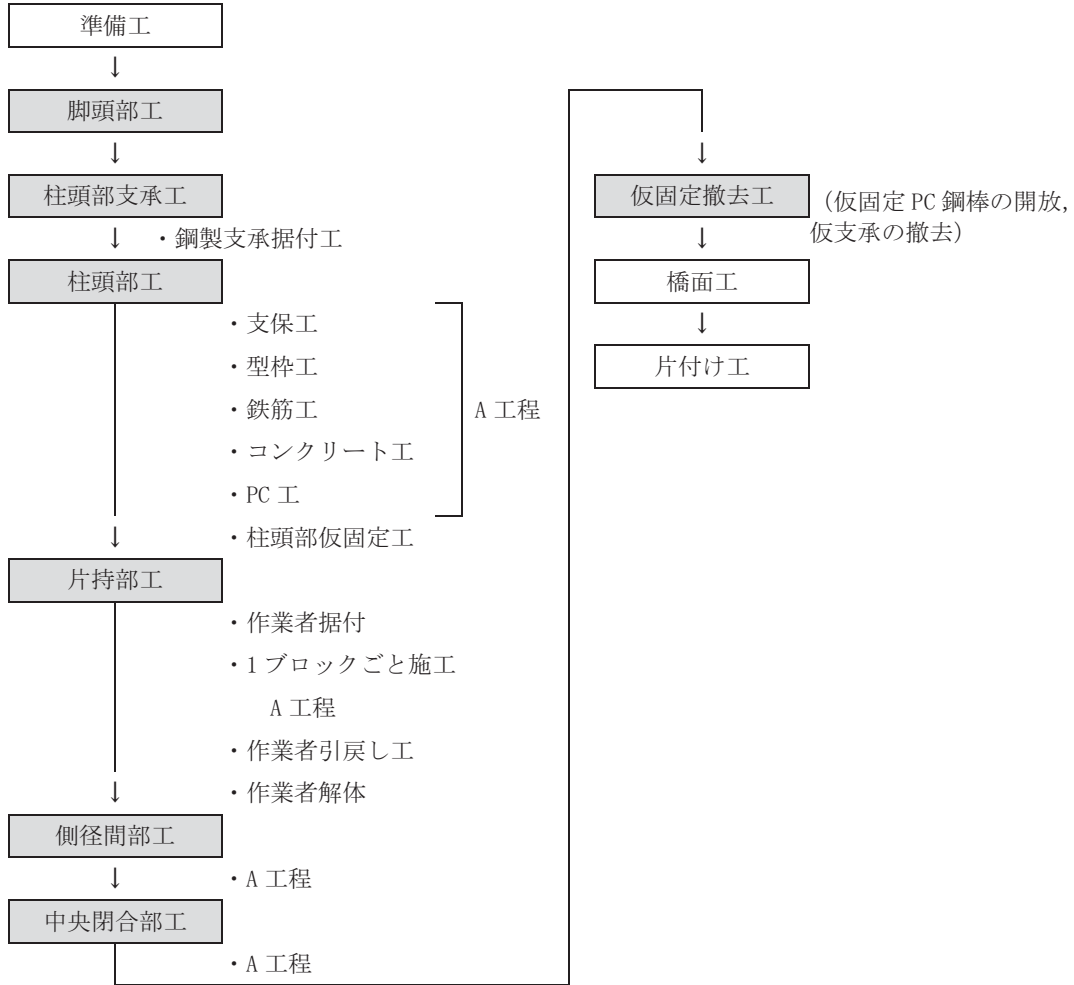 準備工
↓
脚頭部工
↓
柱頭部支承工
↓ ・鋼製支承据付工
柱頭部工
・支保工
・型枠工
・鉄筋工
・コンクリート工
・PC 工
A 工程
↓ ・柱頭部仮固定工
片持部工
・作業者据付
・1 ブロックごと施工
A 工程
・作業者引戻し工
↓ ・作業者解体
側径間部工
↓ ・A 工程
中央閉合部工
・A 工程
↓
仮固定撤去工
(仮固定 PC 鋼棒の開放,
仮支承の撤去)
↓
橋面工
↓
片付け工